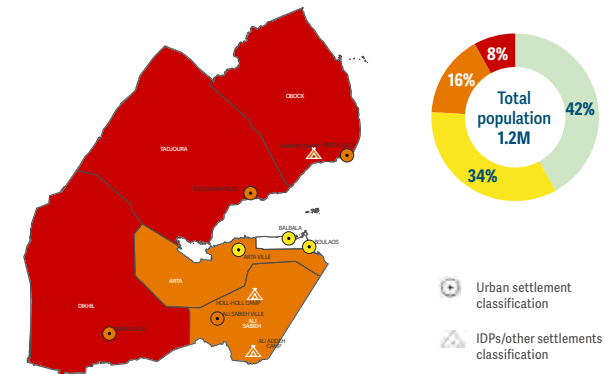 OBOCK
TADJOURA
BALBALA
BOULAOS
ARTA VILLE
ARTA
HOLL-HOLL CAMP
ALI SABIEH VILLE
ALI
SABIEH
DIKHIL
ALI ADDEH
CAMP
8%
16%
42%
34%
Total
population
1.2M
Urban settlement
classification
IDPs/other settlements
classification